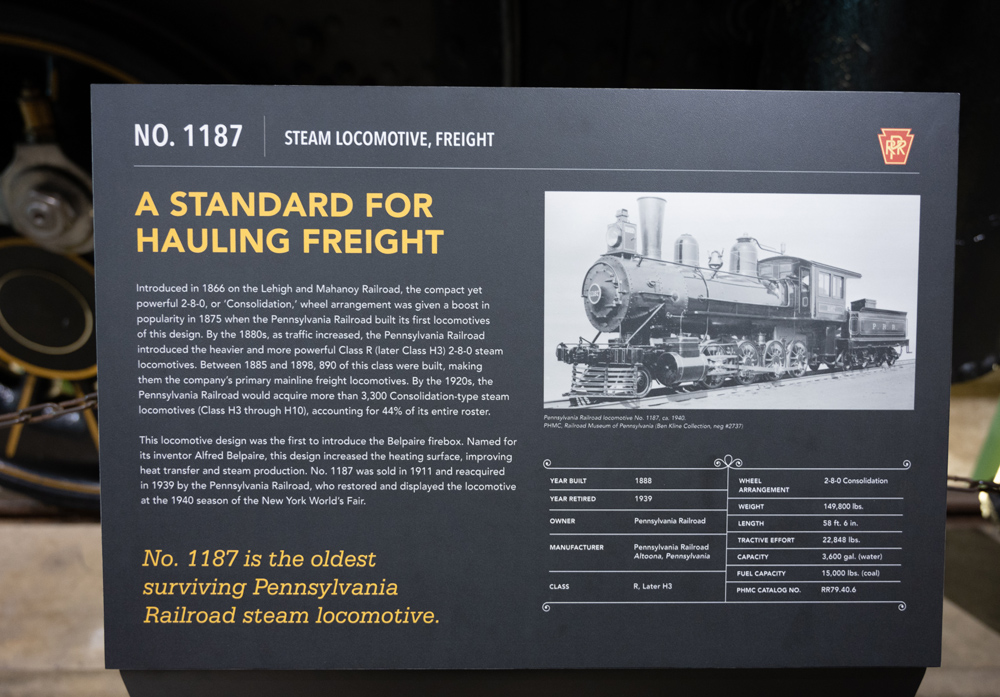 NO. 1187
STEAM LOCOMOTIVE, FREIGHT
PRR
A STANDARD FOR
HAULING FREIGHT
Introduced in 1866 on the Lehigh and Mahanoy Railroad, the compact yet
powerful 2-8-0, or ‘Consolidation,’ wheel arrangement was given a boost in
popularity in 1875 when the Pennsylvania Railroad built its first locomotives
of this design. By the 1880s, as traffic increased, the Pennsylvania Railroad
introduced the heavier and more powerful Class R (later Class H3) 2-8-0 steam
locomotives. Between 1885 and 1898, 890 of this class were built, making
them the company’s primary mainline freight locomotives. By the 1920s, the
Pennsylvania Railroad would acquire more than 3,300 Consolidation-type steam
locomotives (Class H3 through H10), accounting for 44% of its entire roster.
This locomotive design was the first to introduce the Belpaire firebox. Named for
its inventor Alfred Belpaire, this design increased the heating surface, improving
heat transfer and steam production. No. 1187 was sold in 1911 and reacquired
in 1939 by the Pennsylvania Railroad, who restored and displayed the locomotive
at the 1940 season of the New York World’s Fair.
No. 1187 is the oldest
surviving Pennsylvania
Railroad steam locomotive.
Pennsylvania Railroad locomotive No. 1187, ca. 1940.
PHMC, Railroad Museum of Pennsylvania (Ben Kline Collection, neg #2737)
YEAR BUILT 1888
YEAR RETIRED 1939
OWNER Pennsylvania Railroad
MANUFACTURER Pennsylvania Railroad
Altoona, Pennsylvania
CLASS R, Later H3
WHEEL 2-8-0 Consolidation
ARRANGEMENT
WEIGHT 149,800 lbs.
LENGTH 58 ft. 6 in.
TRACTIVE EFFORT 22,848 lbs.
CAPACITY 3,600 gal. (water)
FUEL CAPACITY 15,000 lbs. (coal)
PHMC CATALOG NO. RR79.40.6